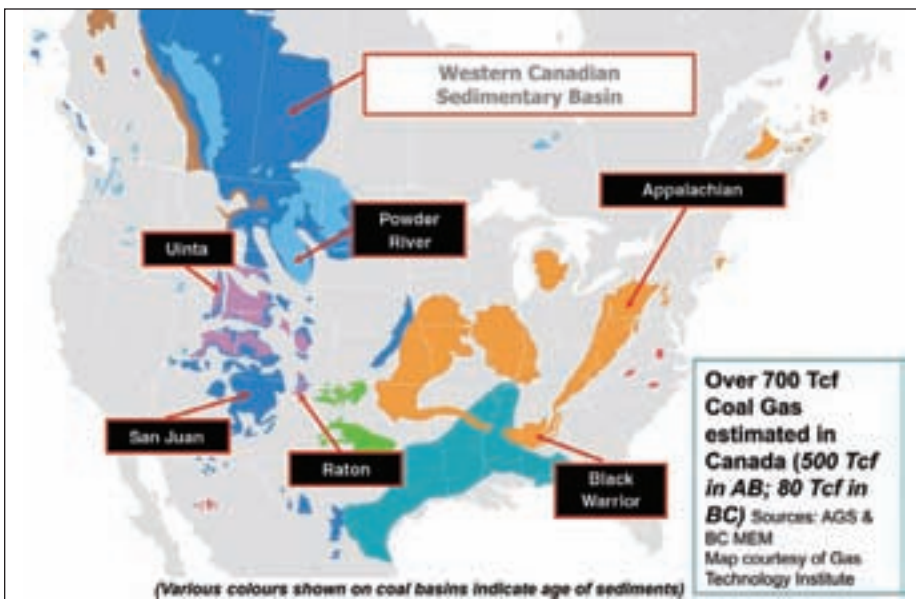 Western Canadian
Sedimentary Basin
Appalachian
Powder
River
Uinta
San Juan
Raton
Black
Warrior
Over 700 Tcf
Coal Gas
estimated in
Canada (500 Tcf
in AB; 80 Tcf in
BC) Sources: AGS &
BC MEM
Map courtesy of Gas
Technology Institute
(Various colours shown on coal basins indicate age of sediments)